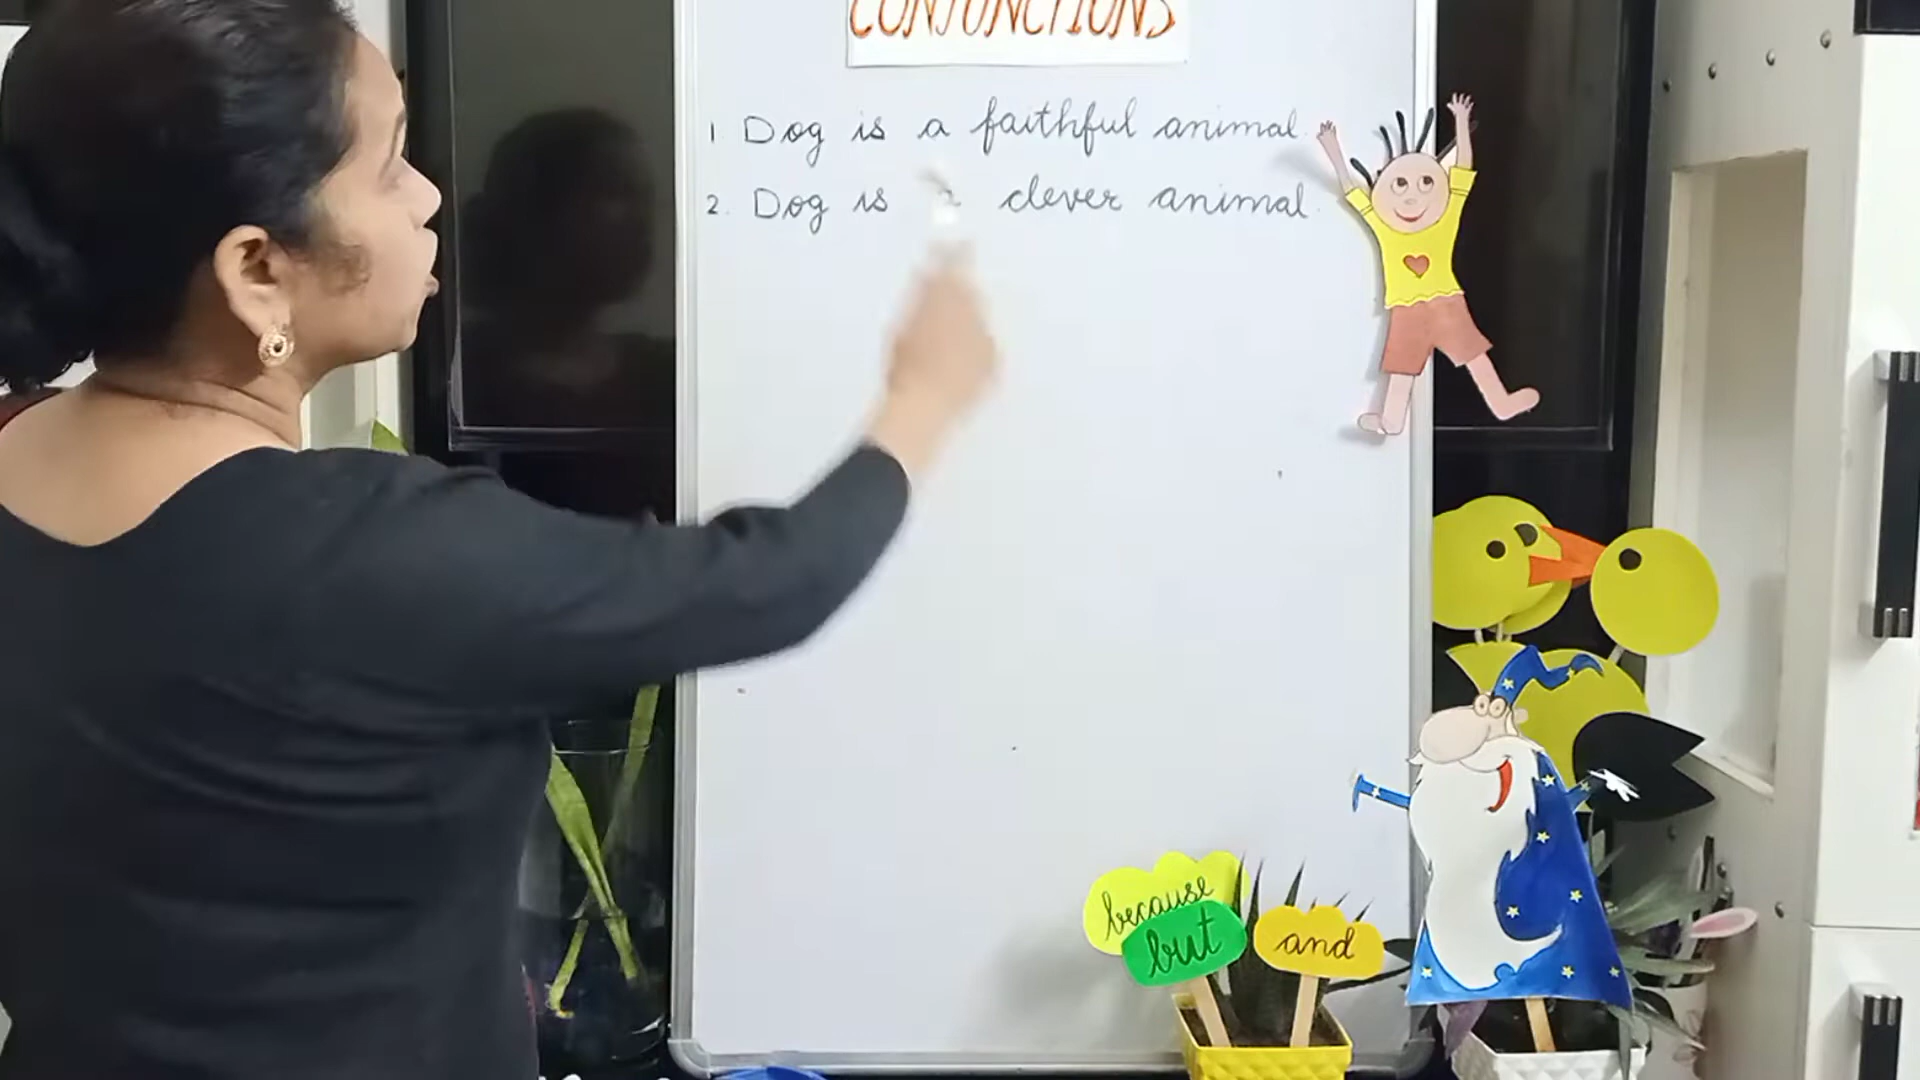 CONJUNCTIONS
1 Dog is a faithful animal.
2. Dog is a clever animal.
because
but
and